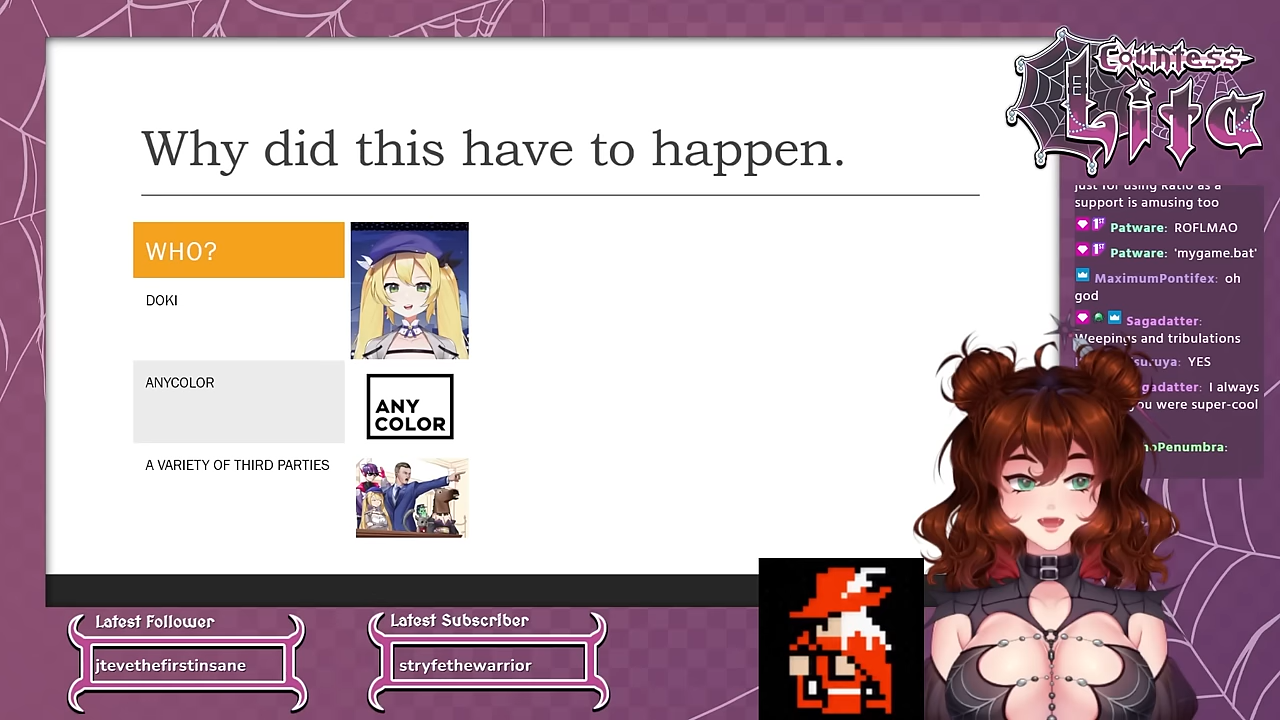 Why did this have to happen.
WHO?
DOKI
ANYCOLOR
ANY
COLOR
A VARIETY OF THIRD PARTIES
Countess
Lita
just for using Ratio as a
support is amusing too
Patware: ROFLMAO
Patware: 'mygame.bat'
MaximumPontifex: oh
god
Sagadatter:
Weepings and tribulations
YES
I always
you were super-cool
Latest Follower
jtevethefirstinsane
Latest Subscriber
stryfethewarrior